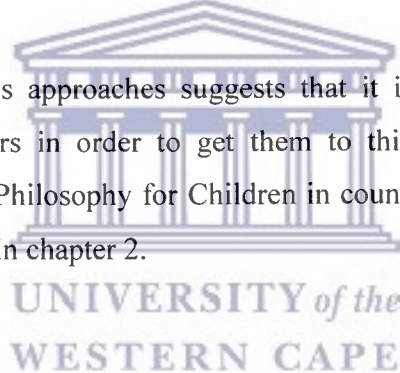 s approaches suggests that it i
rs in order to get them to thi
Philosophy for Children in coun
in chapter 2.
UNIVERSITY of the
WESTERN CAPE